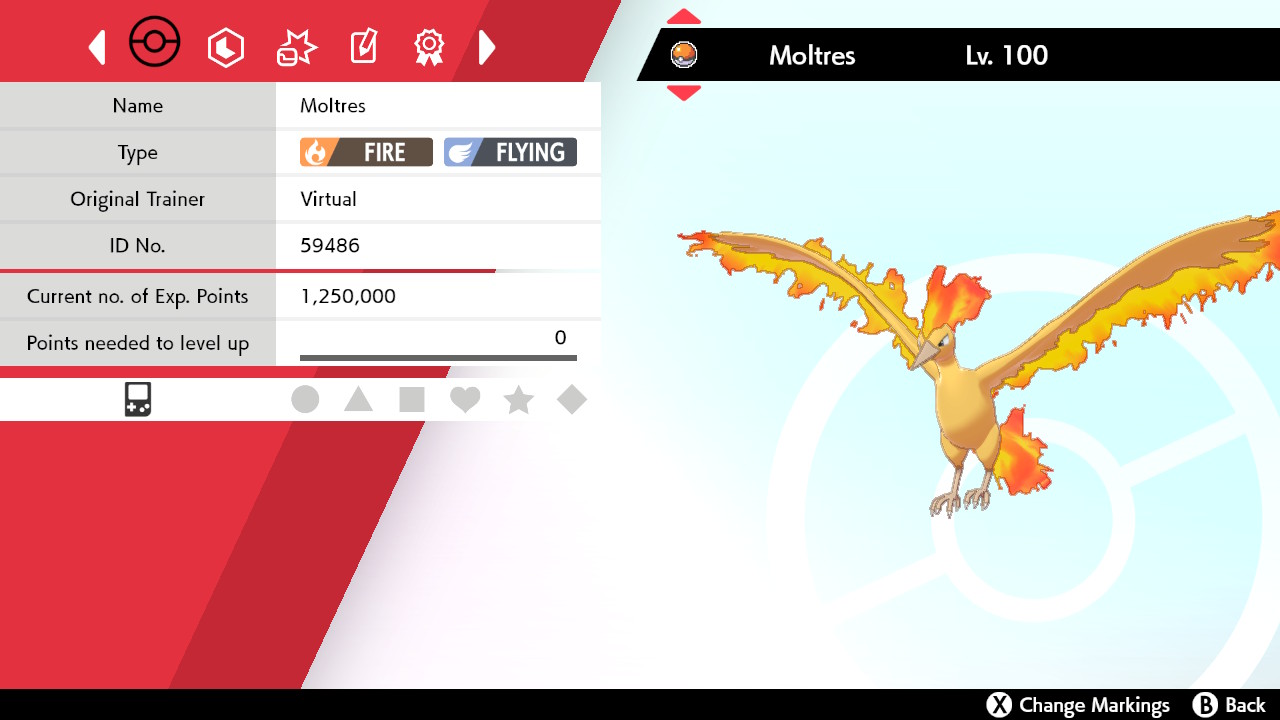 Moltres Lv. 100
Name Moltres
Type FIRE FLYING
Original Trainer Virtual
ID No. 59486
Current no. of Exp. Points 1,250,000
Points needed to level up 0
X Change Markings B Back